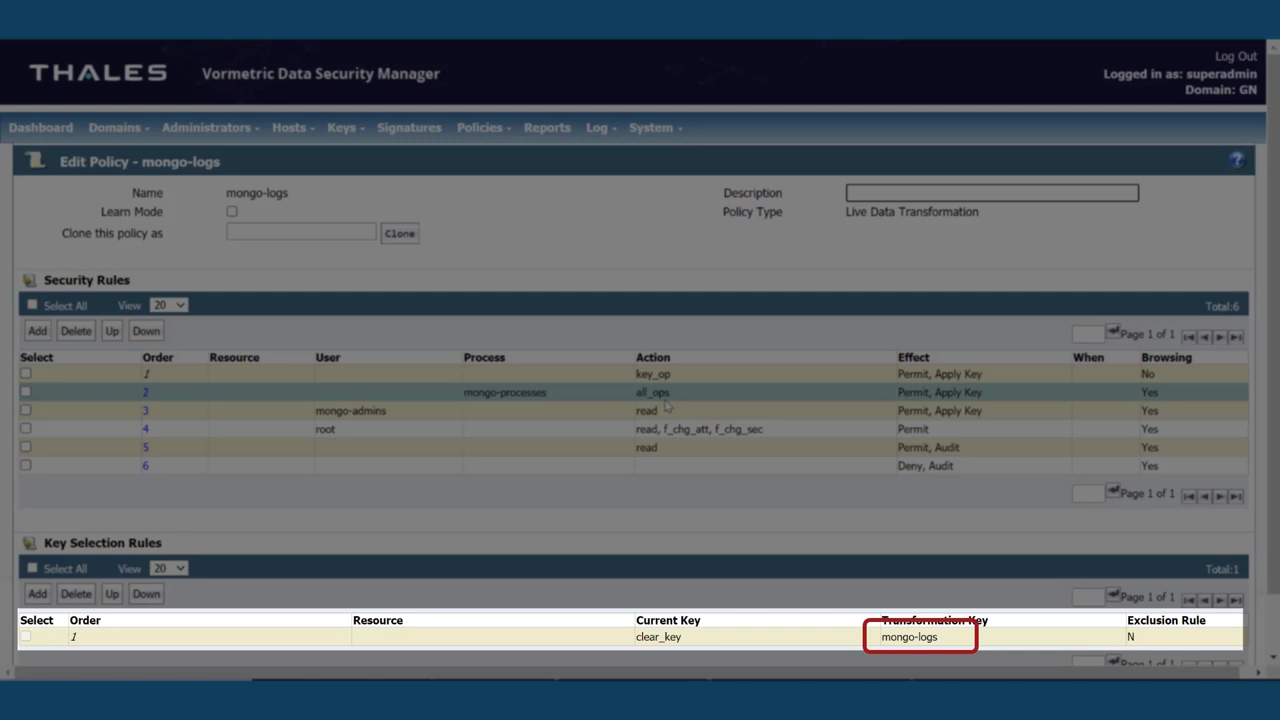 Log Out
THALES Vormetric Data Security Manager Logged in as: superadmin
Domain: GN
Dashboard Domains Administrators Hosts Keys Signatures Policies Reports Log System
Edit Policy - mongo-logs ?
Name mongo-logs Description
Learn Mode Policy Type Live Data Transformation
Clone this policy as Clone
Security Rules
Select All View 20 Total:6
Add Delete Up Down Page 1 of 1
Select Order Resource User Process Action Effect When Browsing
1 key_op Permit, Apply Key No
2 mongo-processes all_ops Permit, Apply Key Yes
3 mongo-admins read Permit, Apply Key Yes
4 root read, f_chg_att, f_chg_sec Permit Yes
5 read Permit, Audit Yes
6 Deny, Audit Yes
Page 1 of 1
Key Selection Rules
Select All View 20 Total:1
Add Delete Up Down Page 1 of 1
Select Order Resource Current Key Transformation Key Exclusion Rule
1 clear_key mongo-logs N
Page 1 of 1